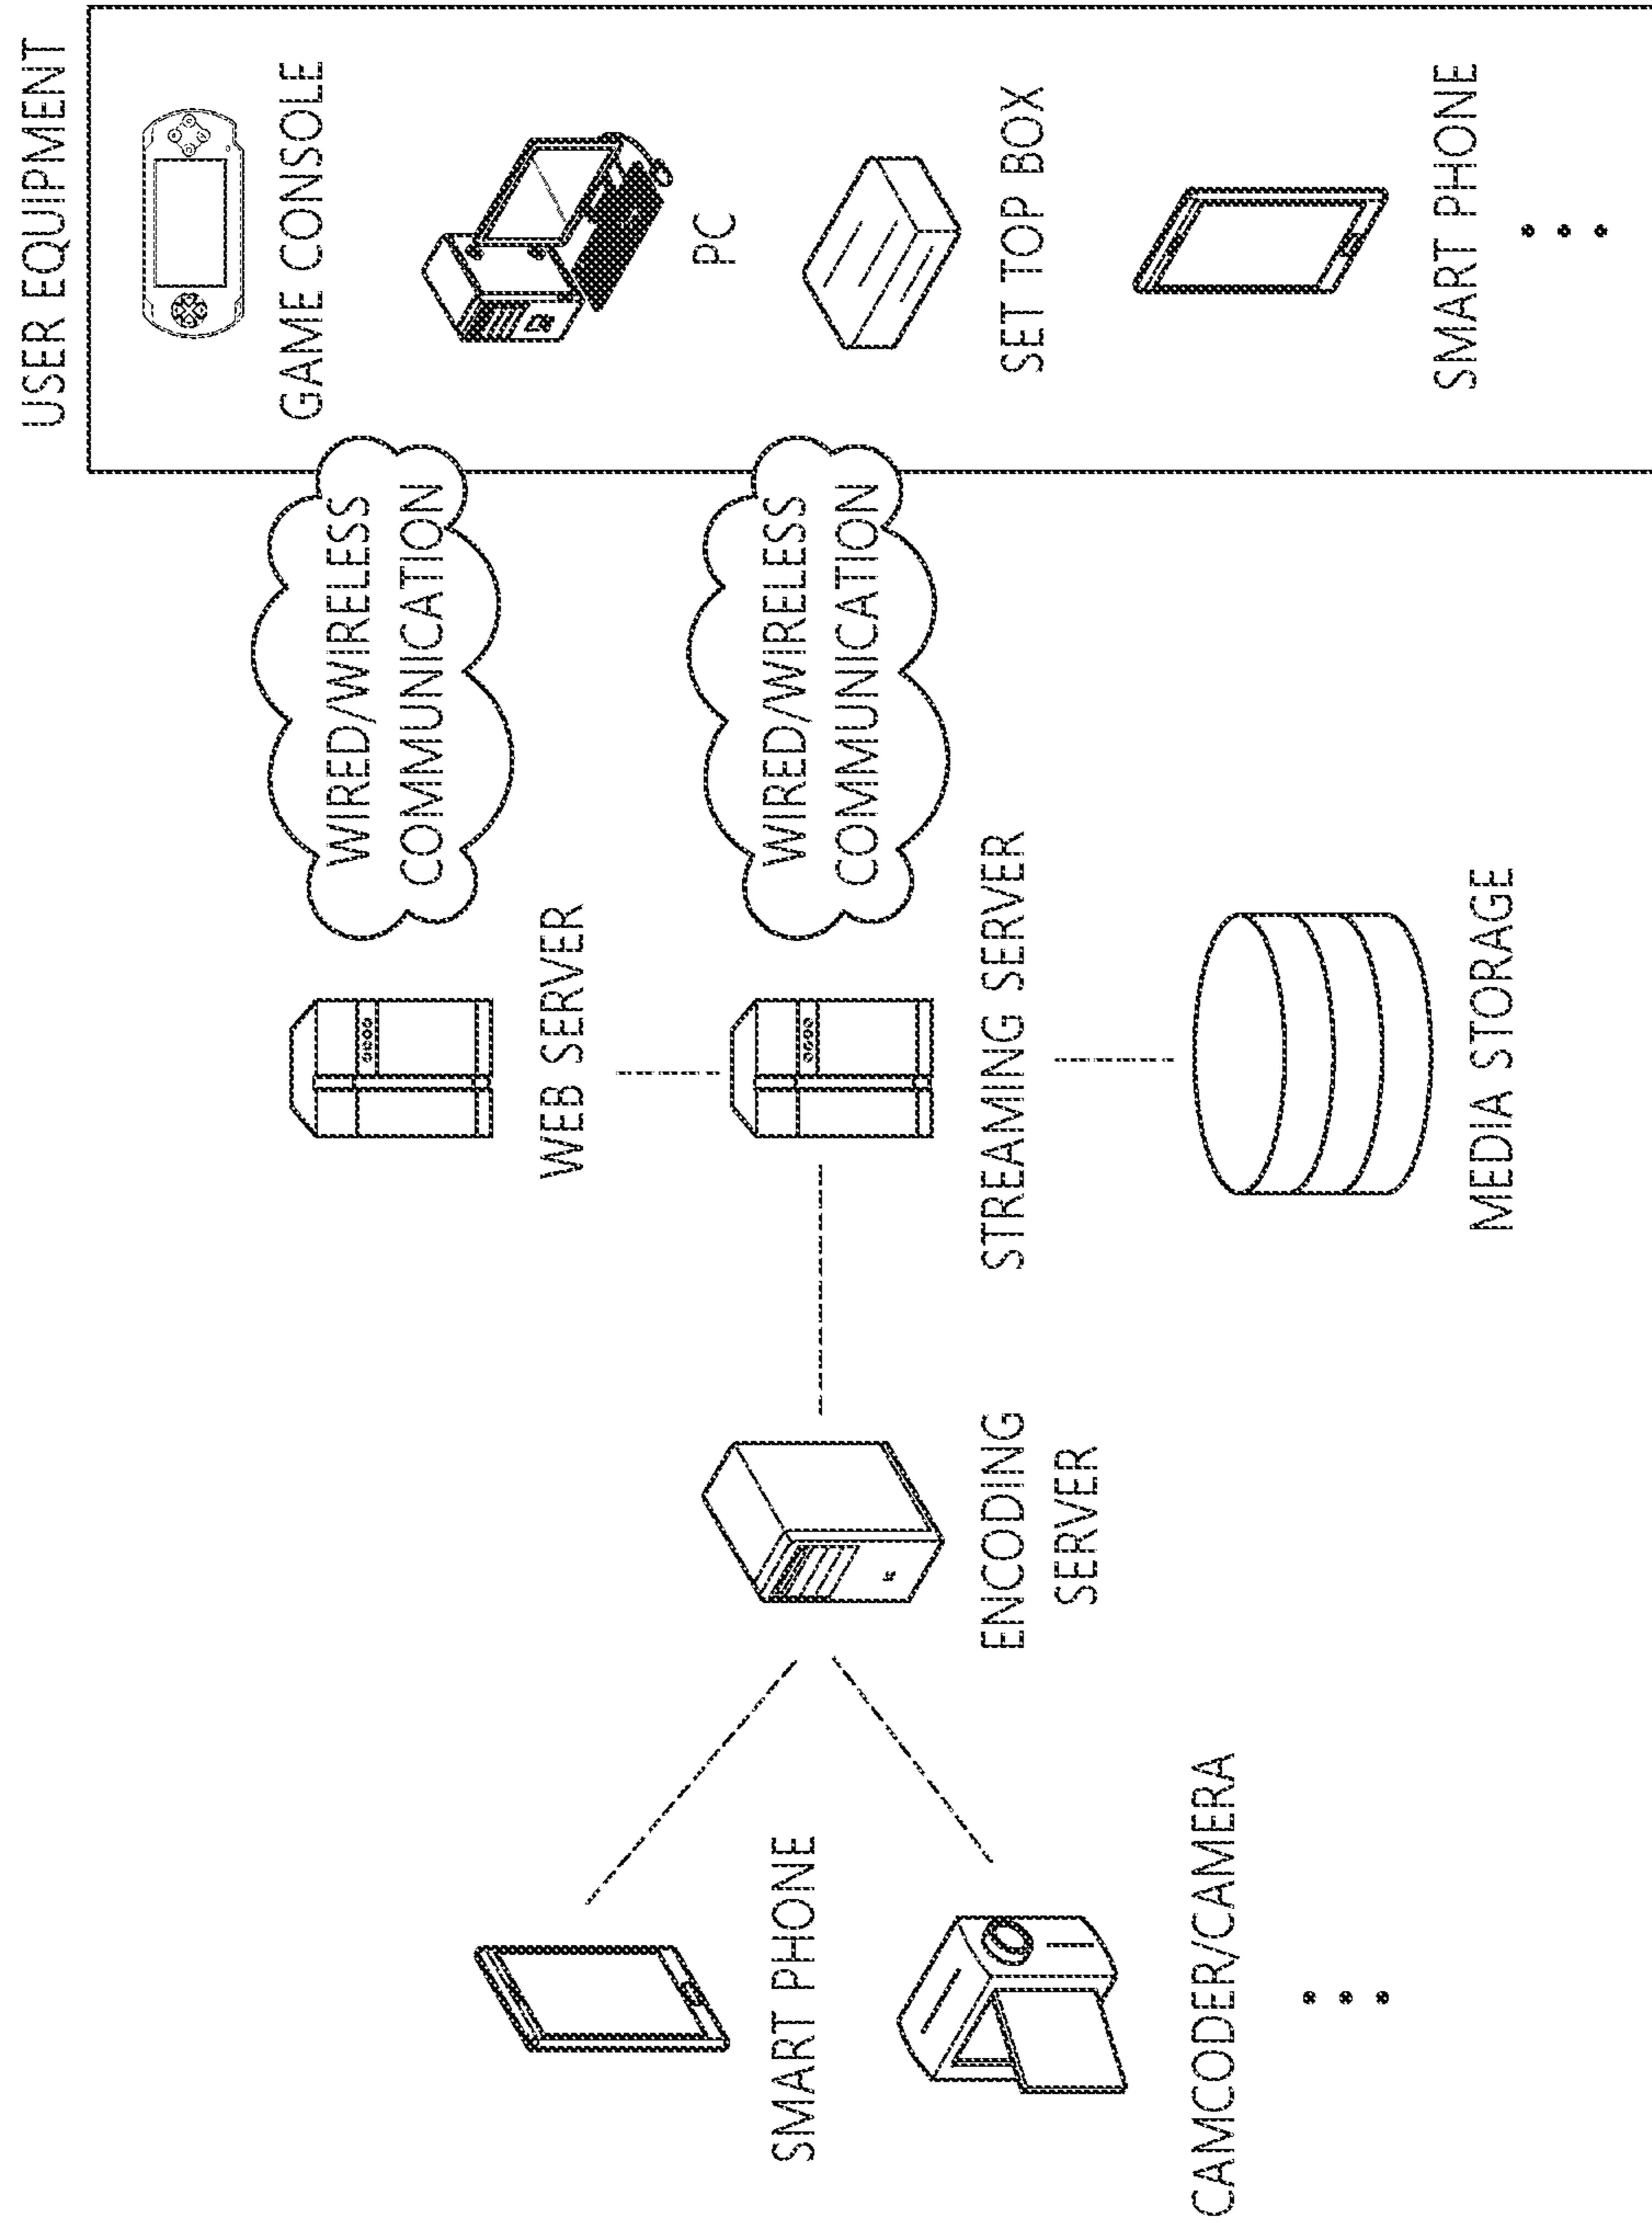 USER EQUIPMENT
GAME CONSOLE
PC
SET TOP BOX
SMART PHONE
WIRED/WIRELESS
COMMUNICATION
WIRED/WIRELESS
COMMUNICATION
WEB SERVER
STREAMING SERVER
MEDIA STORAGE
ENCODING
SERVER
SMART PHONE
CAMCODER/CAMERA